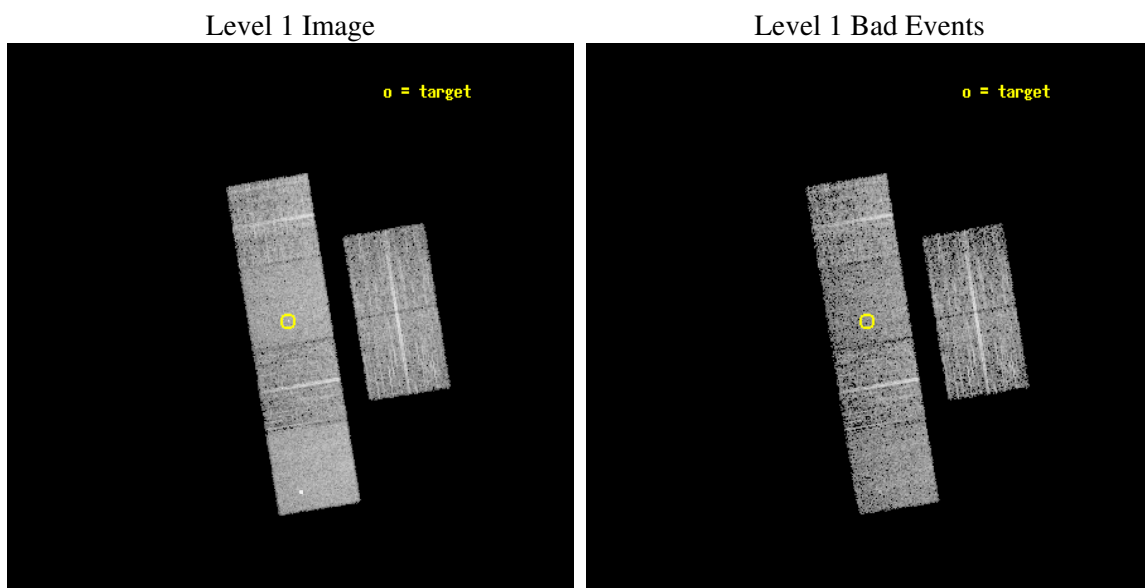 Level 1 Image
Level 1 Bad Events
o = target
o = target